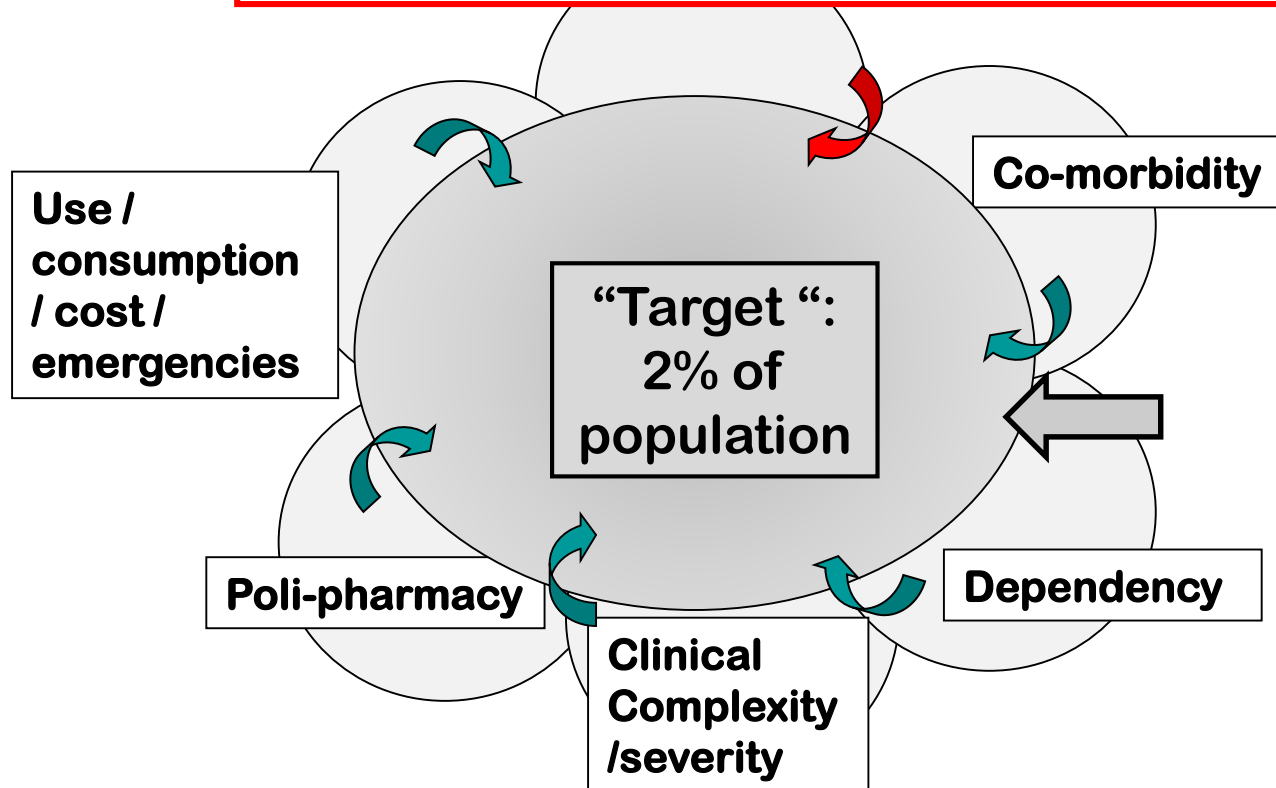 Co-morbidity
Use /
consumption
/ cost /
emergencies
“Target “:
2% of
population
Poli-pharmacy
Dependency
Clinical
Complexity
/severity